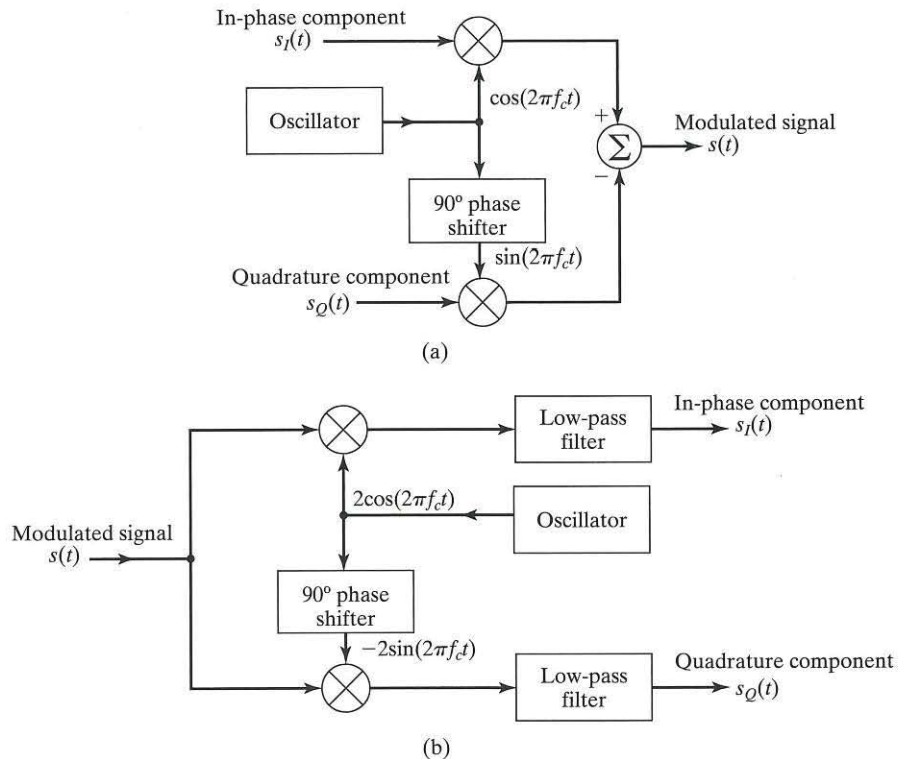 In-phase component
s_I(t)
cos(2πf_ct)
Oscillator
+
Modulated signal
Σ
s(t)
−
90° phase
shifter
sin(2πf_ct)
Quadrature component
s_Q(t)
(a)
Low-pass
filter
In-phase component
s_I(t)
2cos(2πf_ct)
Oscillator
Modulated signal
s(t)
90° phase
shifter
−2sin(2πf_ct)
Low-pass
filter
Quadrature component
s_Q(t)
(b)